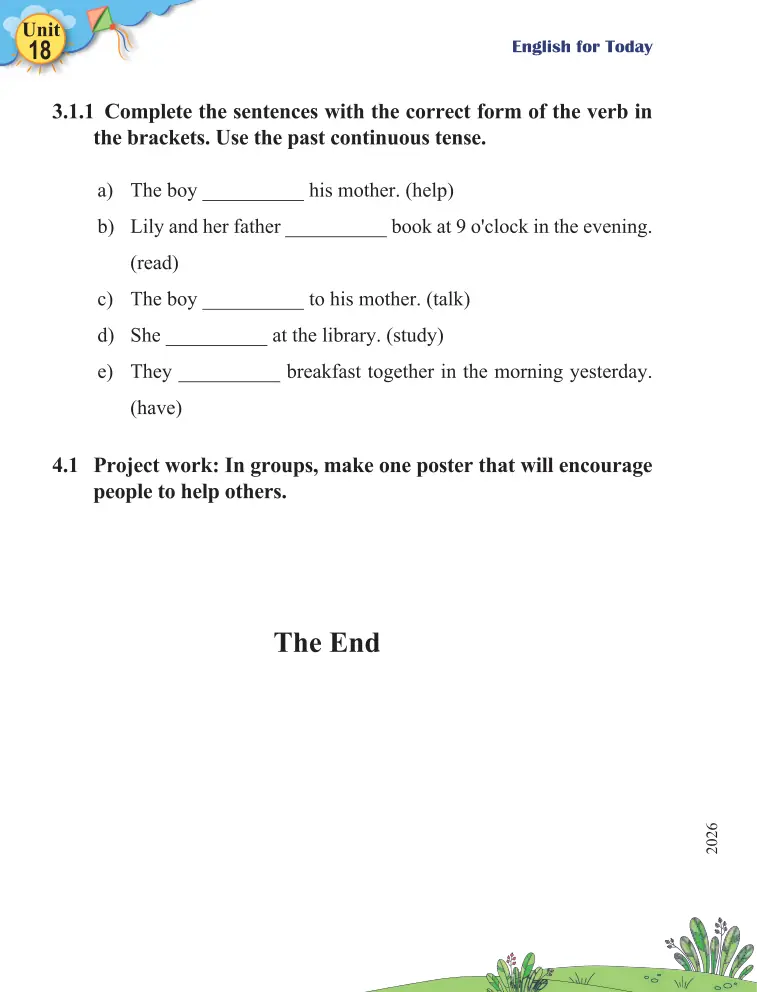 Unit
18
English for Today
3.1.1 Complete the sentences with the correct form of the verb in
the brackets. Use the past continuous tense.
a) The boy __________ his mother. (help)
b) Lily and her father __________ book at 9 o'clock in the evening.
(read)
c) The boy __________ to his mother. (talk)
d) She __________ at the library. (study)
e) They __________ breakfast together in the morning yesterday.
(have)
4.1 Project work: In groups, make one poster that will encourage
people to help others.
The End
2026